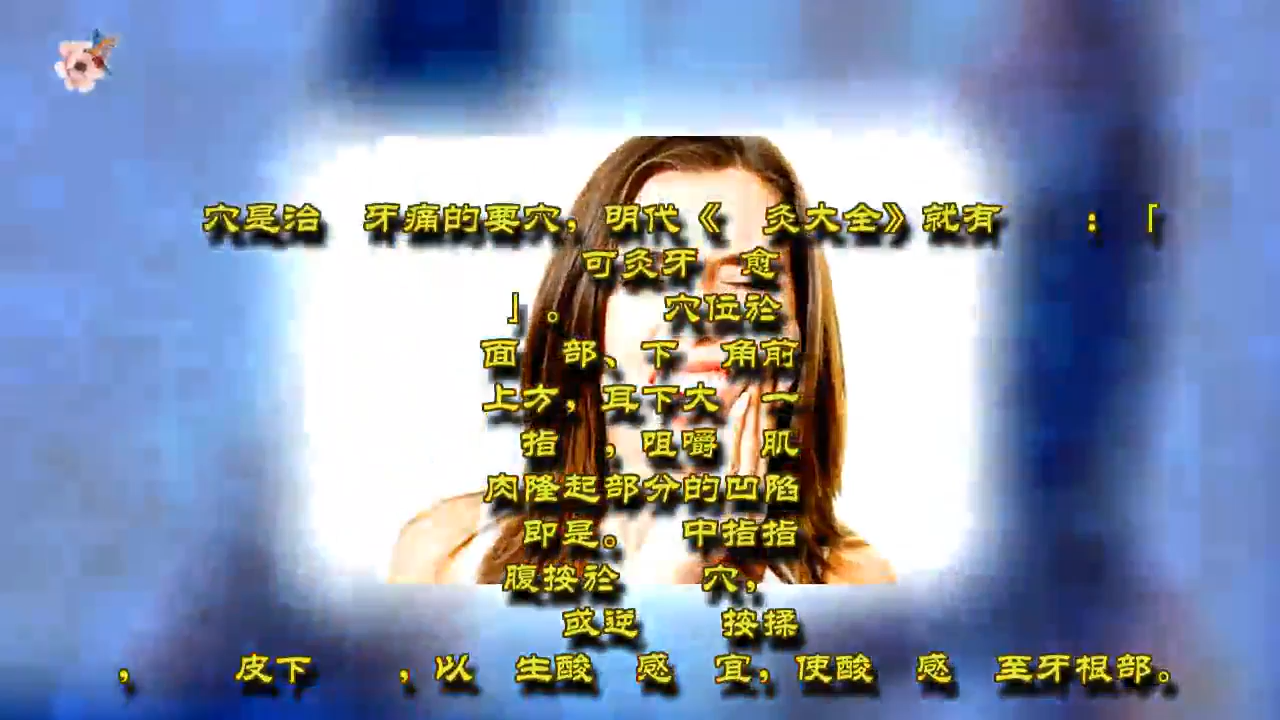 穴是治 牙痛的要穴，明代《 灸大全》就有 ：「
可灸牙 愈
」。 穴位於
面 部、下 角前
上方，耳下大 一
指 ，咀嚼 肌
肉隆起部分的凹陷
即是。 中指指
腹按於 穴，
或逆 按揉
， 皮下 ，以 生酸 感 宜，使酸 感 至牙根部。